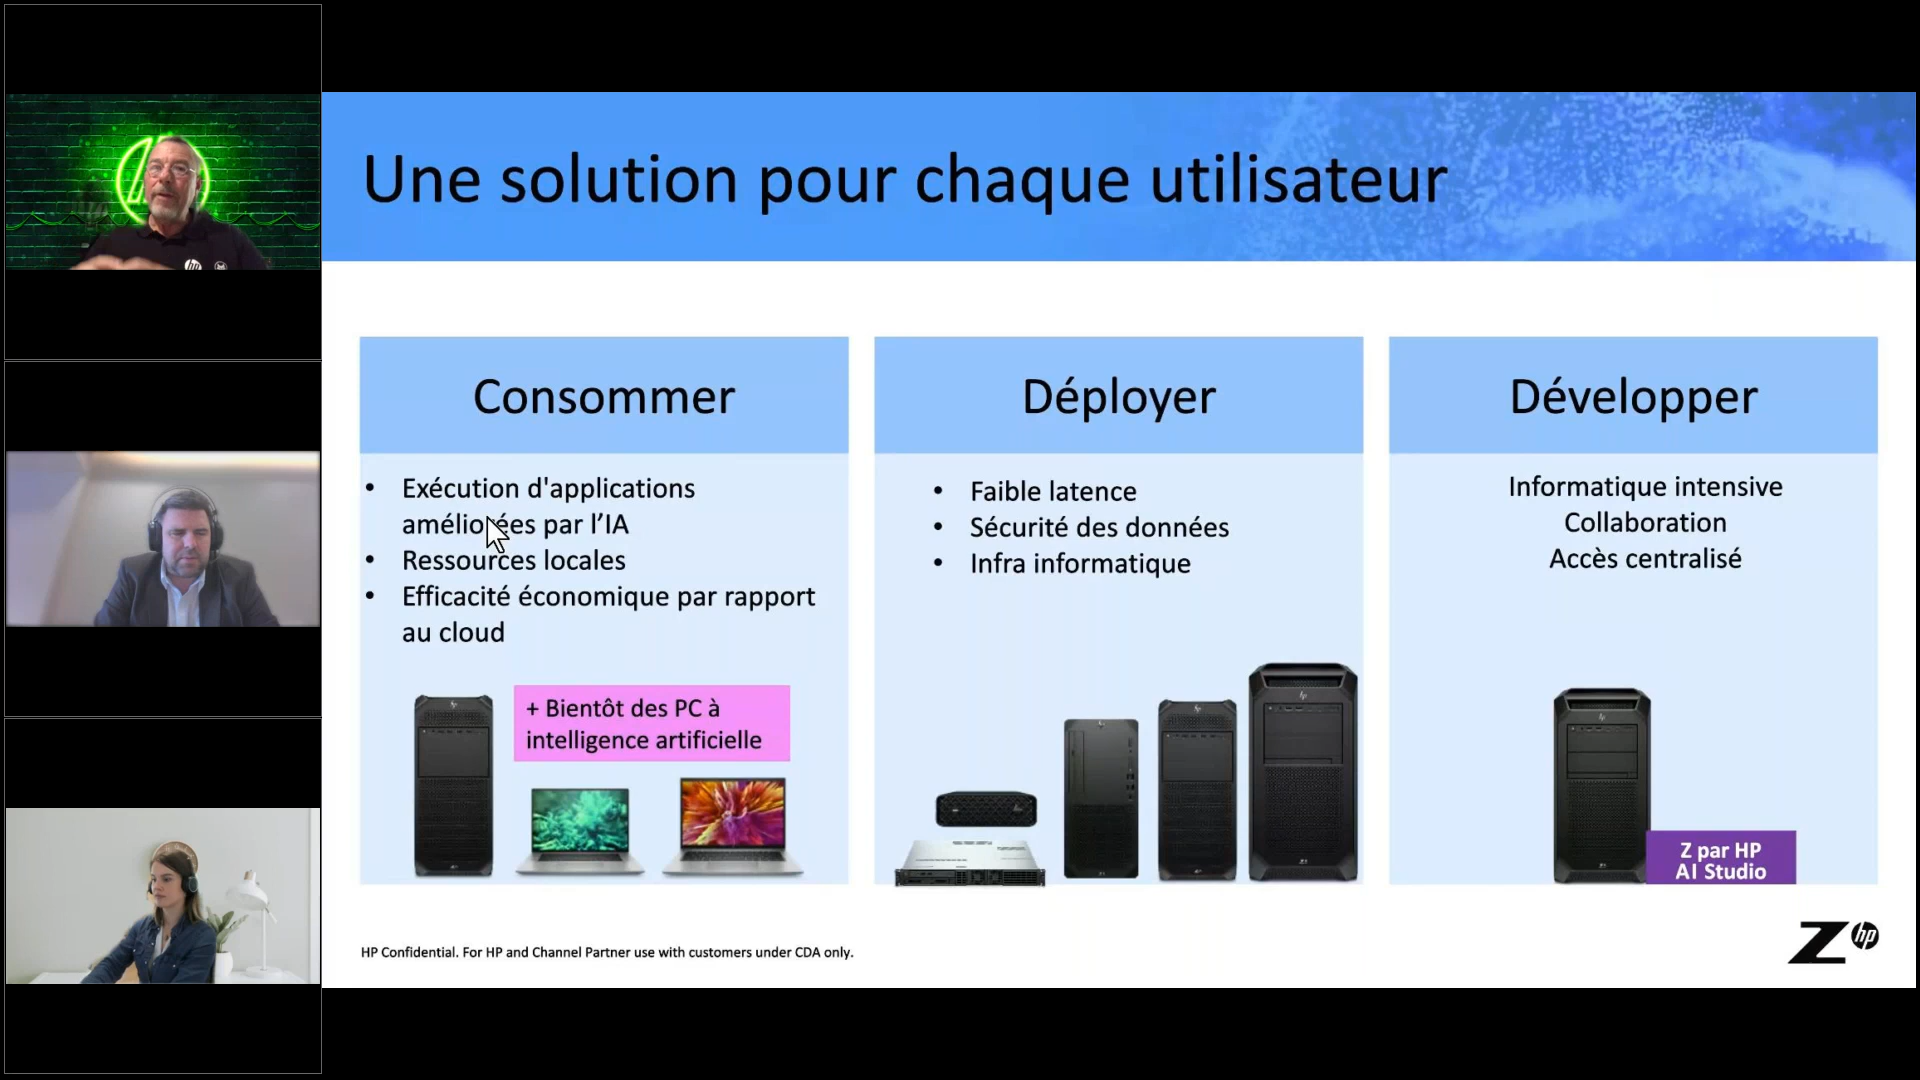 Une solution pour chaque utilisateur
Consommer
• Exécution d'applications
améliorées par l’IA
• Ressources locales
• Efficacité économique par rapport
au cloud
+ Bientôt des PC à
intelligence artificielle
Déployer
• Faible latence
• Sécurité des données
• Infra informatique
Développer
Informatique intensive
Collaboration
Accès centralisé
Z par HP
AI Studio
HP Confidential. For HP and Channel Partner use with customers under CDA only.
Z hp